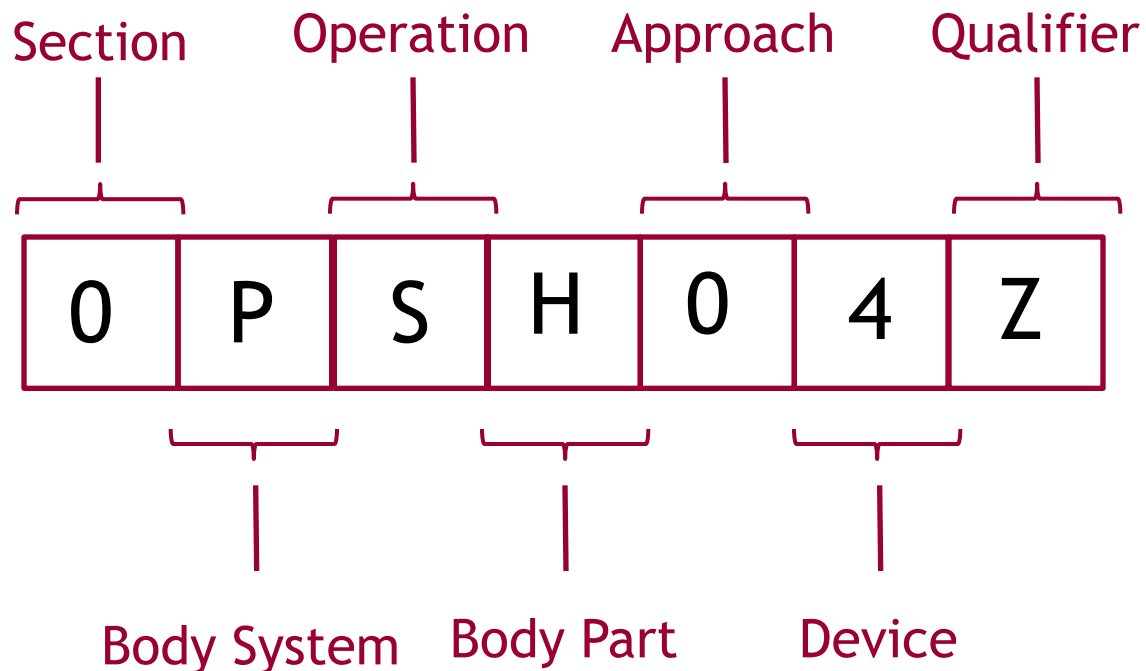 Section Operation Approach Qualifier
0 P S H 0 4 Z
Body System Body Part Device